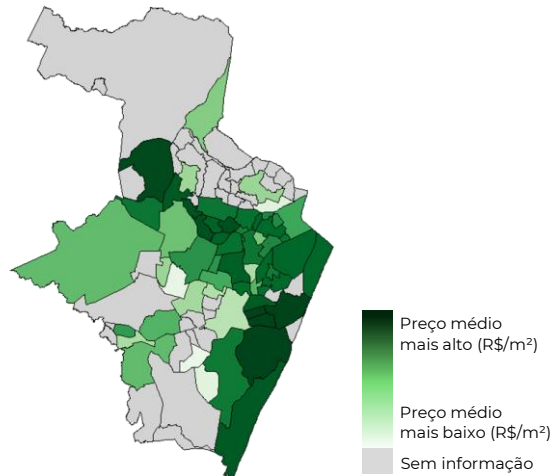 Preço médio
mais alto (R$/m²)
Preço médio
mais baixo (R$/m²)
Sem informação